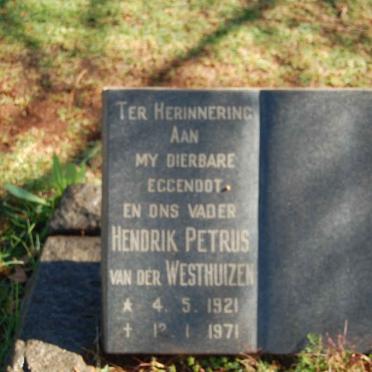 TER HERINNERING
AAN
MY DIERBARE
EGGENOOT
EN ONS VADER
HENDRIK PETRUS
VAN DER WESTHUIZEN
* 4. 5. 1921
+ 1 1 1971